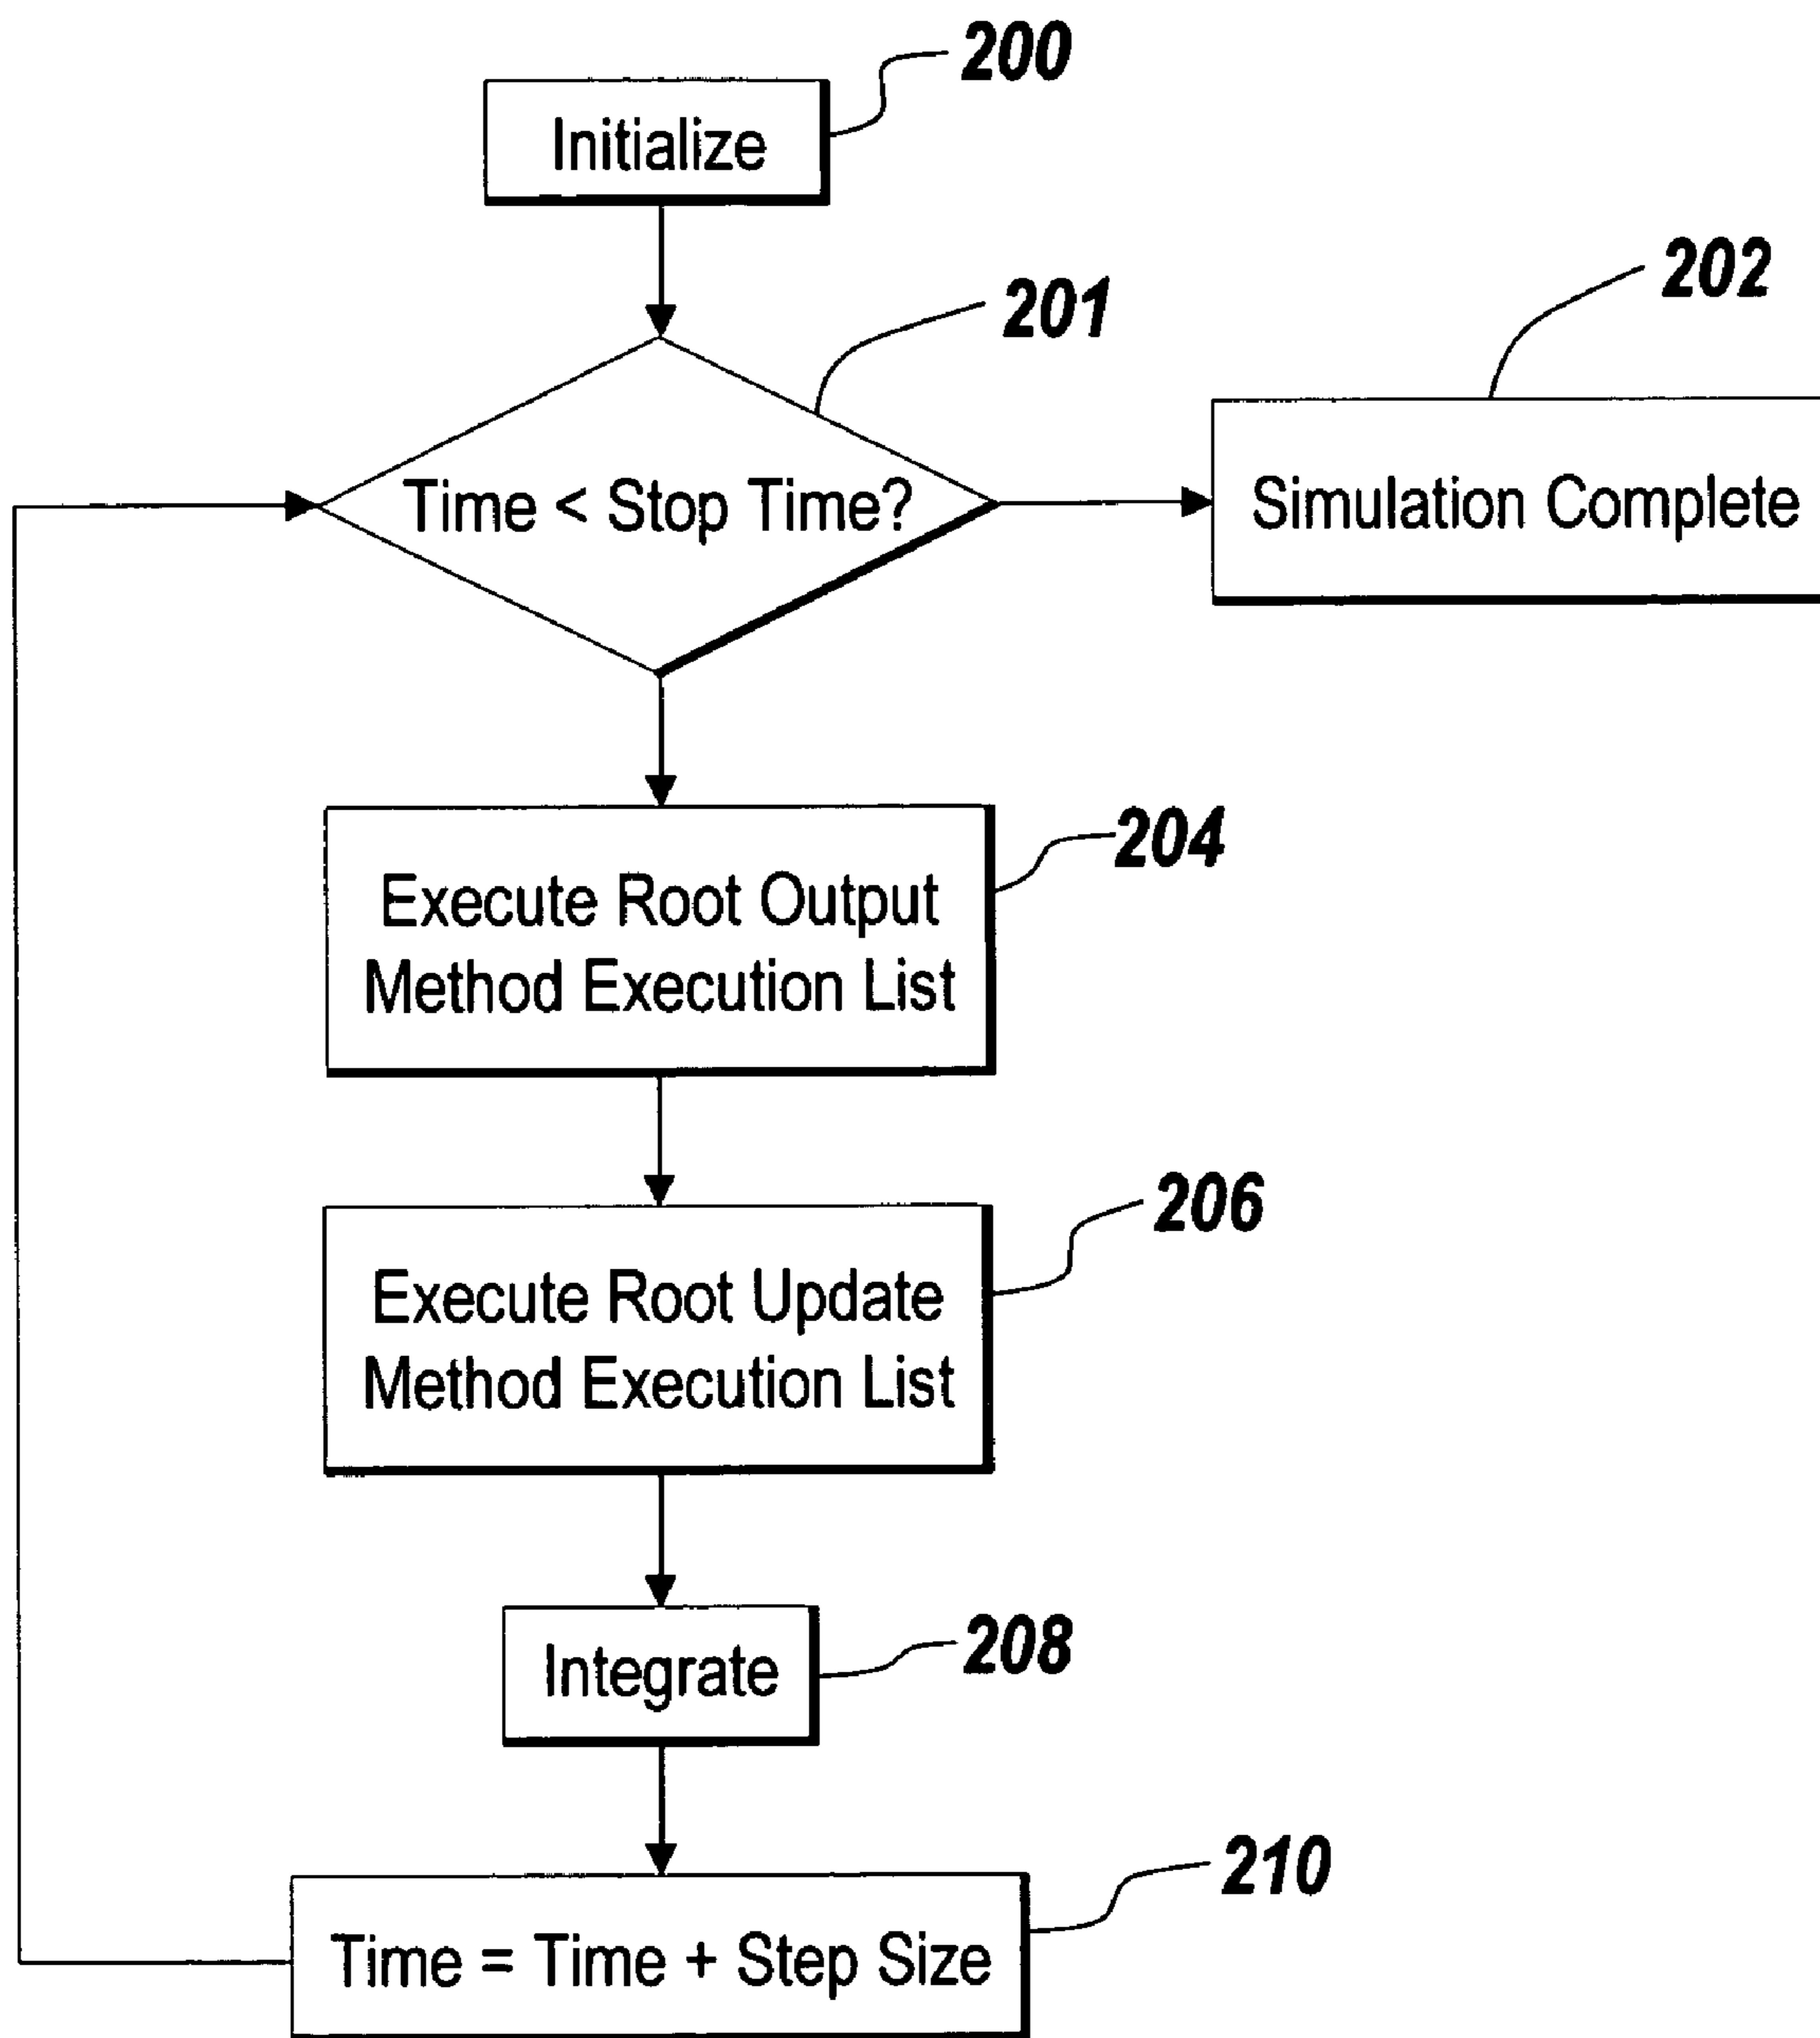 200
Initialize
201
202
Time < Stop Time?
Simulation Complete
204
Execute Root Output
Method Execution List
206
Execute Root Update
Method Execution List
208
Integrate
210
Time = Time + Step Size